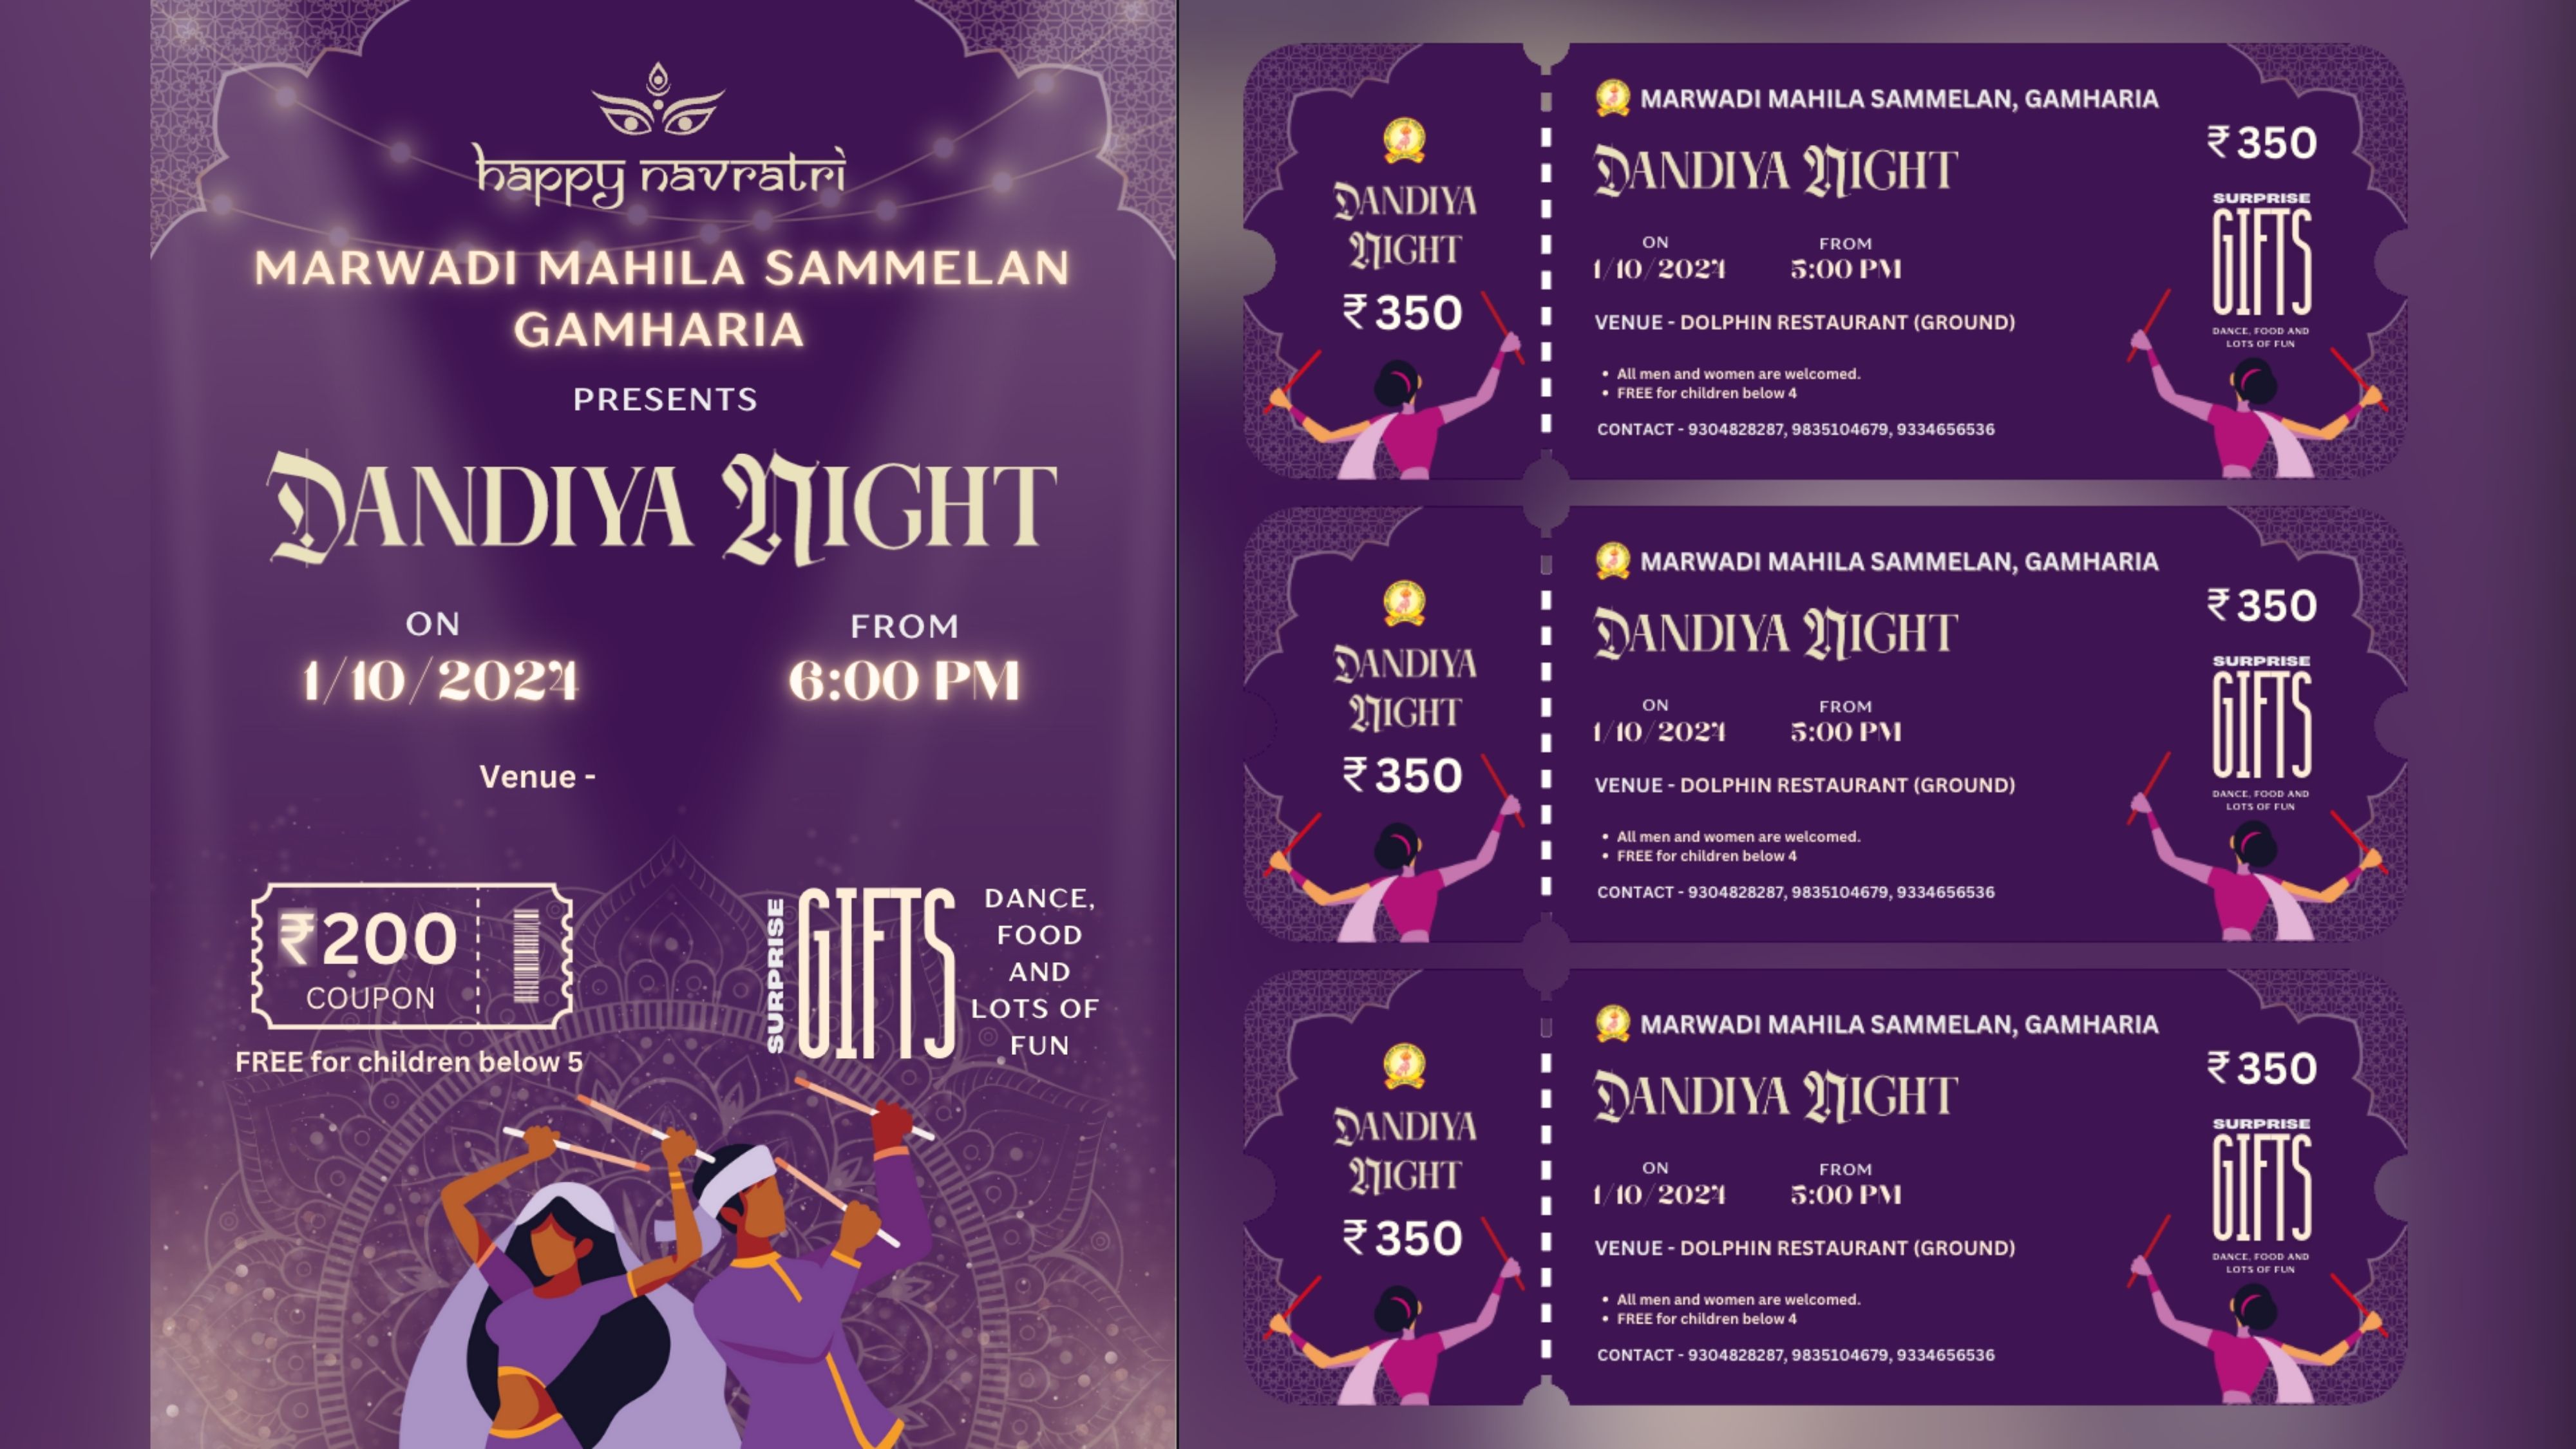 happy navratri
MARWADI MAHILA SAMMELAN
GAMHARIA
PRESENTS
DANDIYA NIGHT
ON
1/10/2024
FROM
6:00 PM
Venue -
₹200
COUPON
FREE for children below 5
SURPRISE
GIFTS
DANCE,
FOOD
AND
LOTS OF
FUN
DANDIYA
NIGHT
₹350
MARWADI MAHILA SAMMELAN, GAMHARIA
DANDIYA NIGHT
ON
1/10/2024
FROM
5:00 PM
VENUE - DOLPHIN RESTAURANT (GROUND)
• All men and women are welcomed.
• FREE for children below 4
CONTACT - 9304828287, 9835104679, 9334656536
₹350
SURPRISE
GIFTS
DANCE, FOOD AND
LOTS OF FUN
DANDIYA
NIGHT
₹350
MARWADI MAHILA SAMMELAN, GAMHARIA
DANDIYA NIGHT
ON
1/10/2024
FROM
5:00 PM
VENUE - DOLPHIN RESTAURANT (GROUND)
• All men and women are welcomed.
• FREE for children below 4
CONTACT - 9304828287, 9835104679, 9334656536
₹350
SURPRISE
GIFTS
DANCE, FOOD AND
LOTS OF FUN
DANDIYA
NIGHT
₹350
MARWADI MAHILA SAMMELAN, GAMHARIA
DANDIYA NIGHT
ON
1/10/2024
FROM
5:00 PM
VENUE - DOLPHIN RESTAURANT (GROUND)
• All men and women are welcomed.
• FREE for children below 4
CONTACT - 9304828287, 9835104679, 9334656536
₹350
SURPRISE
GIFTS
DANCE, FOOD AND
LOTS OF FUN